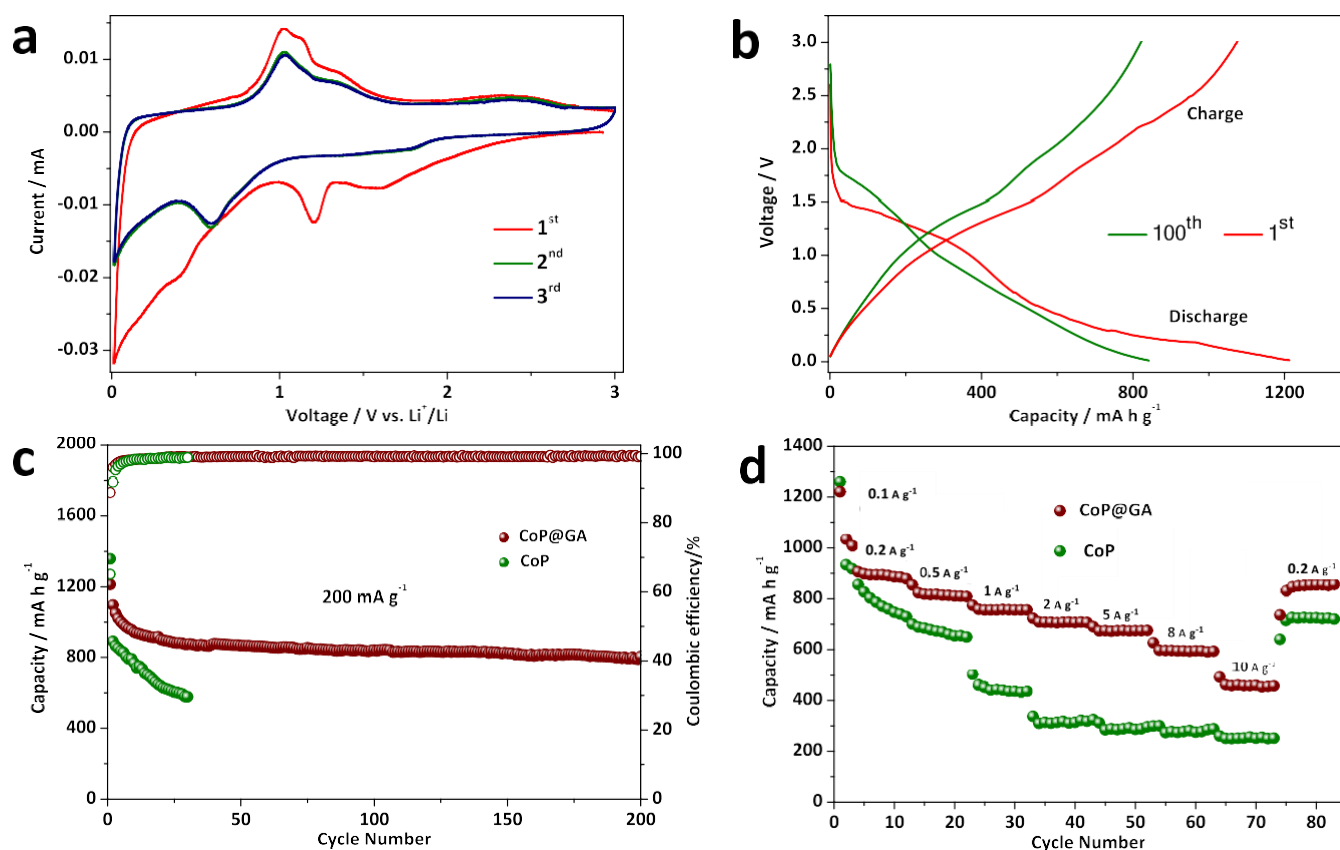 a
0.01
0.00
-0.01
-0.02
-0.03
Current / mA
1st
2nd
3rd
0
1
2
3
Voltage / V vs. Li+/Li
b
3.0
2.5
2.0
1.5
1.0
0.5
0.0
Voltage / V
Charge
100th
1st
Discharge
0
400
800
1200
Capacity / mA h g-1
c
2000
1600
1200
800
400
0
Capacity / mA h g-1
CoP@GA
CoP
200 mA g-1
100
80
60
40
20
0
Coulombic efficiency/%
0
50
100
150
200
Cycle Number
d
1400
1200
1000
800
600
400
200
0
Capacity / mA h g-1
0.1 A g-1
CoP@GA
CoP
0.2 A g-1
0.5 A g-1
1 A g-1
2 A g-1
5 A g-1
8 A g-1
10 A g-1
0.2 A g-1
0
10
20
30
40
50
60
70
80
Cycle Number